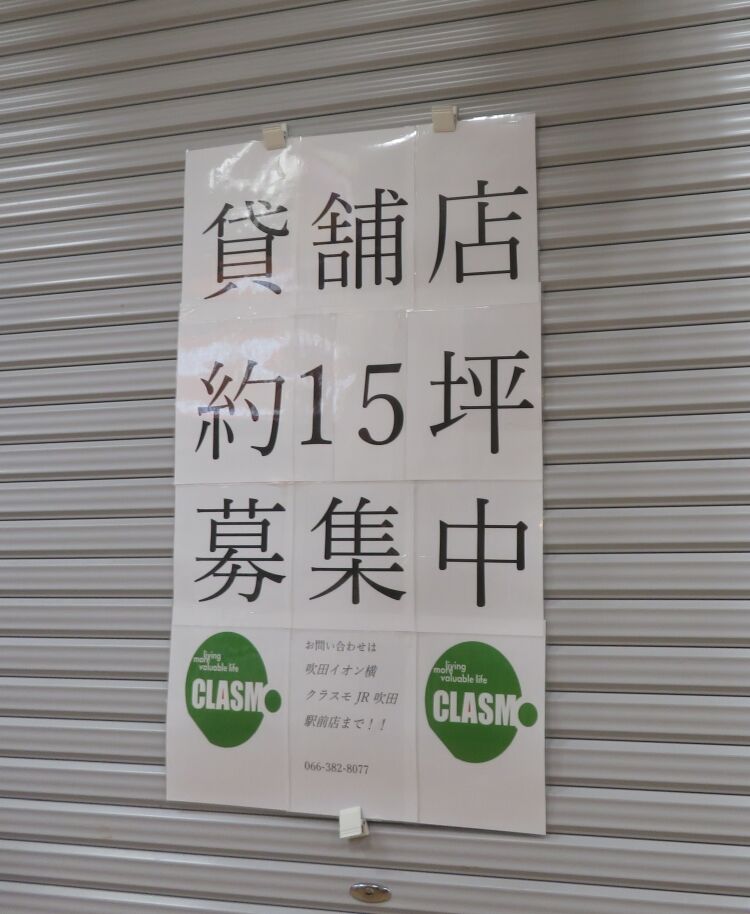 貸舗店
約15坪
募集中
living
more
valuable life
CLASM
お問い合わせは
吹田イオン横
クラスモ JR 吹田
駅前店まで！！
066-382-8077
living
more
valuable life
CLASM